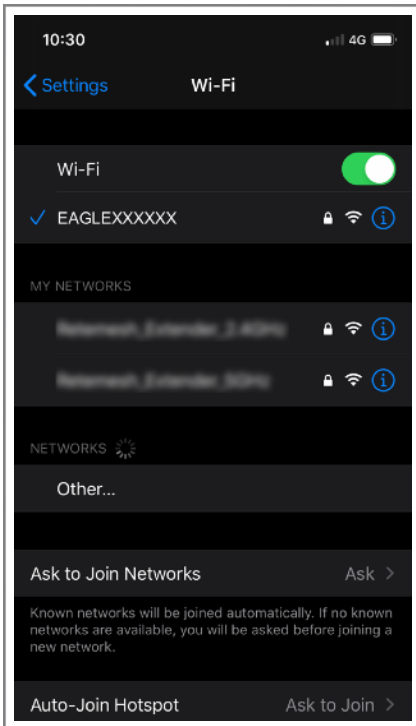 10:30
4G
Settings
Wi-Fi
Wi-Fi
EAGLEXXXXXX
MY NETWORKS
NETWORKS
Other...
Ask to Join Networks
Ask
Known networks will be joined automatically. If no known
networks are available, you will be asked before joining a
new network.
Auto-Join Hotspot
Ask to Join